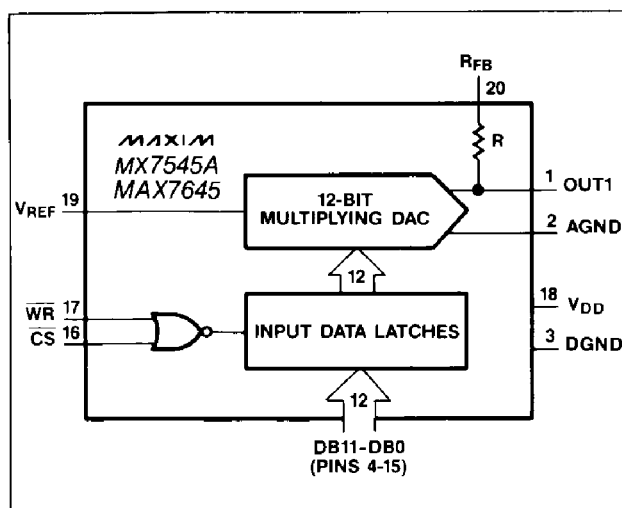 RFB
20
MAXIM
MX7545A
MAX7645
R
12-BIT
MULTIPLYING DAC
1 OUT1
VREF 19
2 AGND
12
18 VDD
WR 17
CS 16
INPUT DATA LATCHES
3 DGND
12
DB11-DB0
(PINS 4-15)